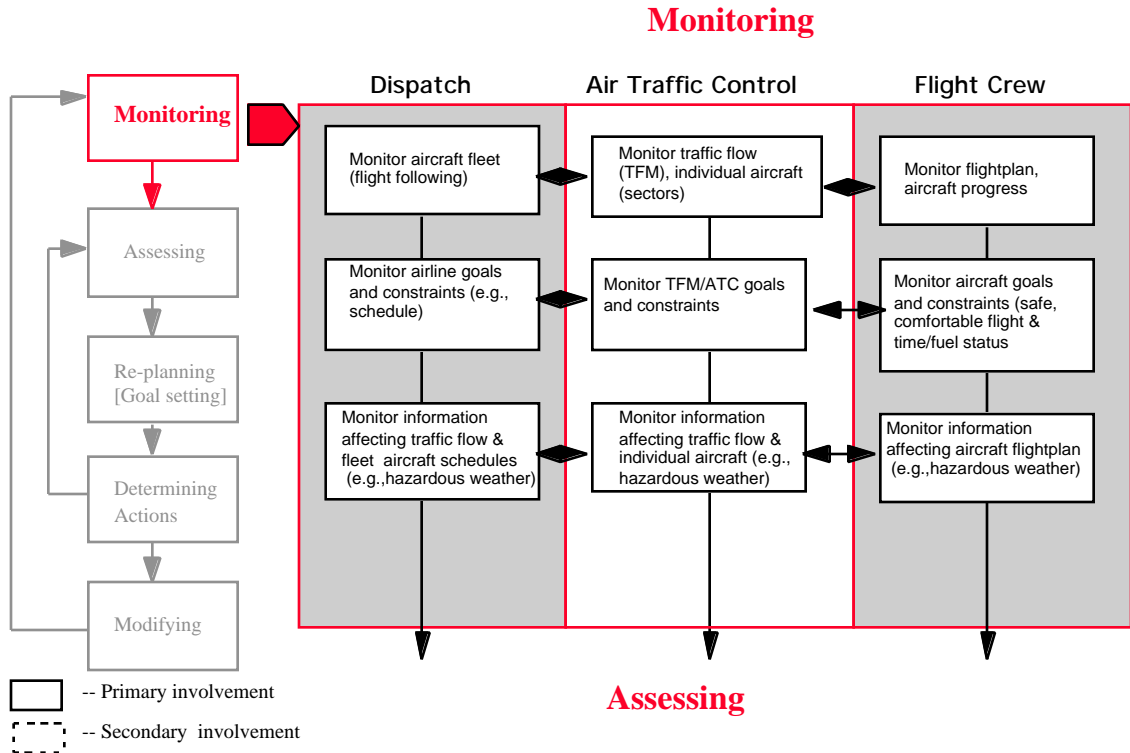 Monitoring
Dispatch
Air Traffic Control
Flight Crew
Monitoring
Assessing
Re-planning
[Goal setting]
Determining
Actions
Modifying
Monitor aircraft fleet
(flight following)
Monitor traffic flow
(TFM), individual aircraft
(sectors)
Monitor flightplan,
aircraft progress
Monitor airline goals
and constraints (e.g.,
schedule)
Monitor TFM/ATC goals
and constraints
Monitor aircraft goals
and constraints (safe,
comfortable flight &
time/fuel status
Monitor information
affecting traffic flow &
fleet aircraft schedules
(e.g.,hazardous weather)
Monitor information
affecting traffic flow &
individual aircraft (e.g.,
hazardous weather)
Monitor information
affecting aircraft flightplan
(e.g.,hazardous weather)
Assessing
-- Primary involvement
-- Secondary involvement